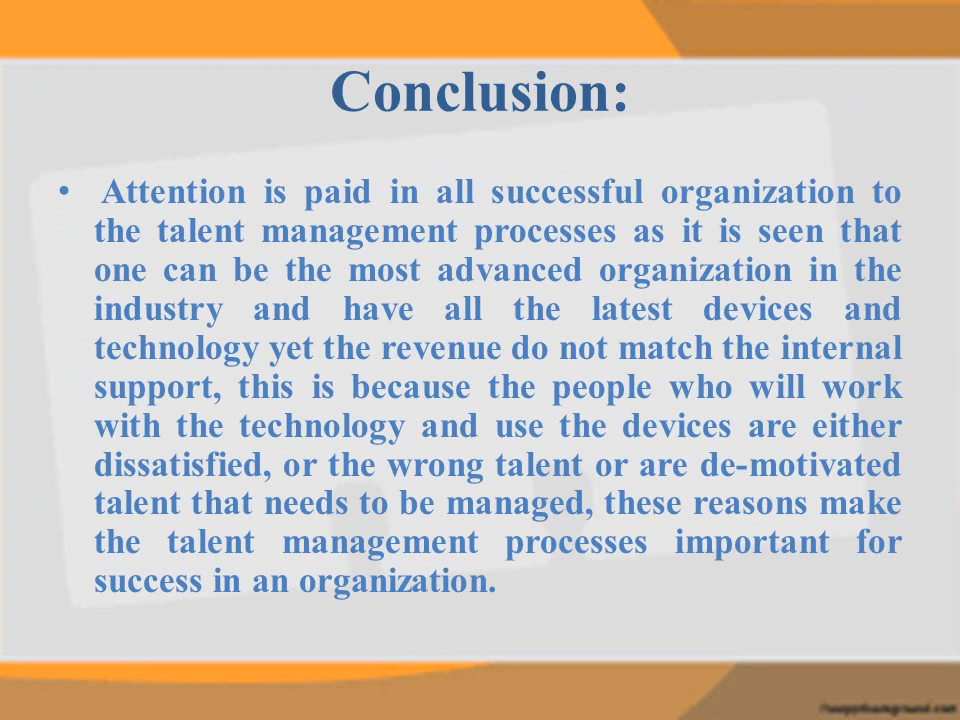 Conclusion:
• Attention is paid in all successful organization to
the talent management processes as it is seen that
one can be the most advanced organization in the
industry and have all the latest devices and
technology yet the revenue do not match the internal
support, this is because the people who will work
with the technology and use the devices are either
dissatisfied, or the wrong talent or are de-motivated
talent that needs to be managed, these reasons make
the talent management processes important for
success in an organization.